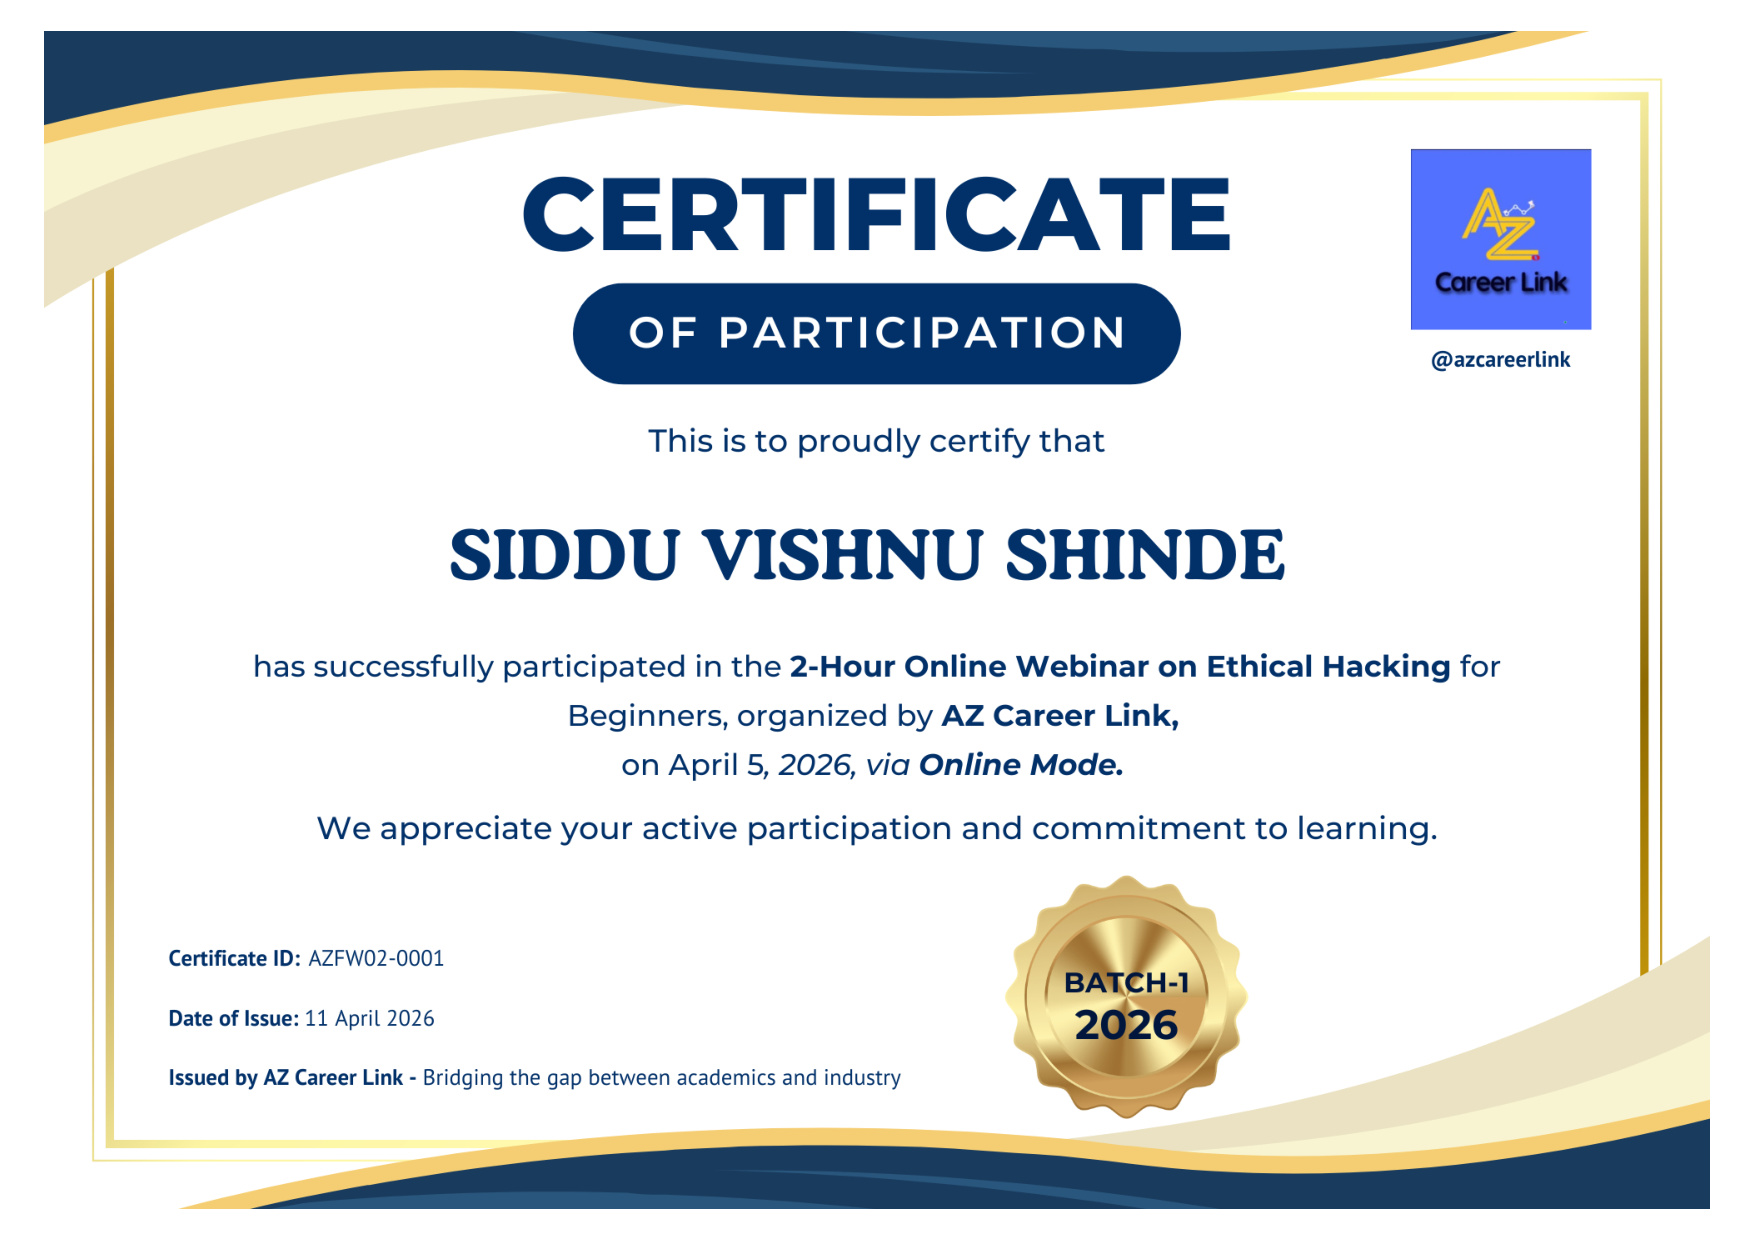 CERTIFICATE
OF PARTICIPATION
AZ
Career Link
@azcareerlink
This is to proudly certify that
SIDDU VISHNU SHINDE
has successfully participated in the 2-Hour Online Webinar on Ethical Hacking for
Beginners, organized by AZ Career Link,
on April 5, 2026, via Online Mode.
We appreciate your active participation and commitment to learning.
Certificate ID: AZFW02-0001
Date of Issue: 11 April 2026
Issued by AZ Career Link - Bridging the gap between academics and industry
BATCH-1
2026